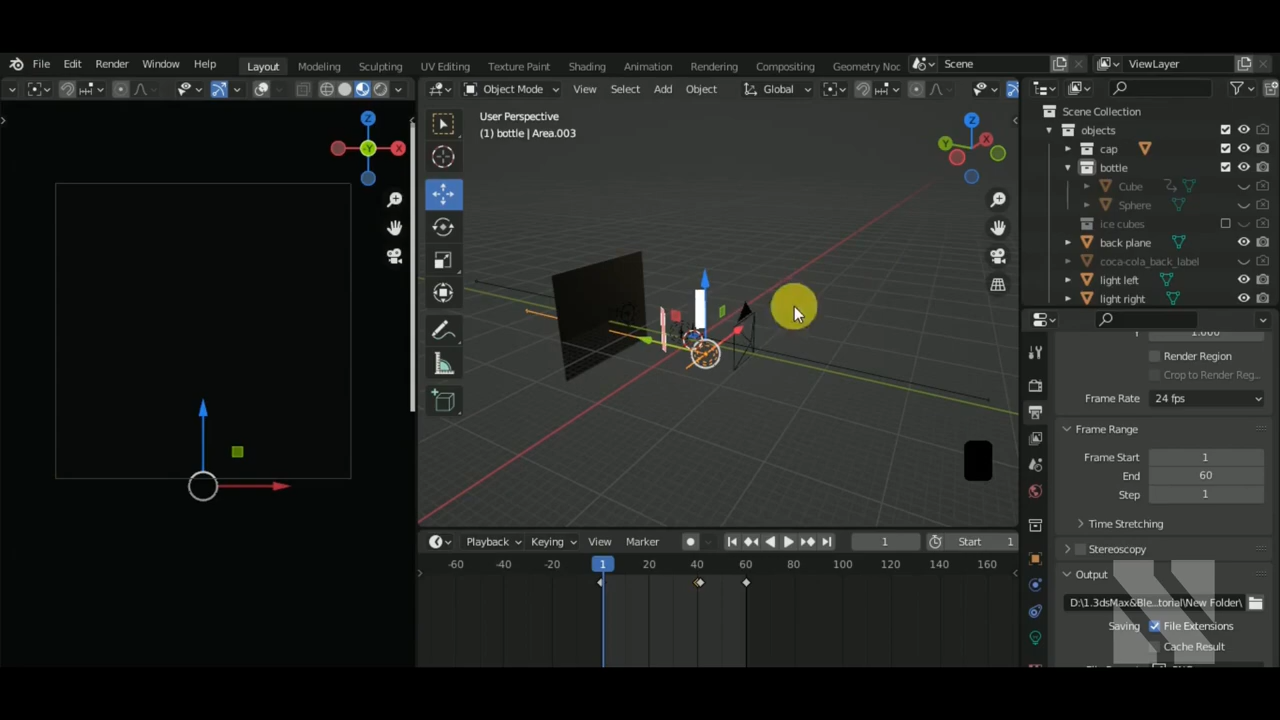 File Edit Render Window Help Layout Modeling Sculpting UV Editing Texture Paint Shading Animation Rendering Compositing Geometry Noc Scene ViewLayer
Object Mode View Select Add Object Global
User Perspective
(1) bottle | Area.003
Z
-Y
X
Z
Y
X
Scene Collection
objects
cap
bottle
Cube
Sphere
ice cubes
back plane
coca-cola_back_label
light left
light right
Y 1.000
Render Region
Crop to Render Reg...
Frame Rate 24 fps
Frame Range
Frame Start 1
End 60
Step 1
Time Stretching
Stereoscopy
Output
D:\1.3dsMax&Ble...torial\New Folder\
Saving File Extensions
Cache Result
Playback Keying View Marker 1 Start 1
-60 -40 -20 1 20 40 60 80 100 120 140 160